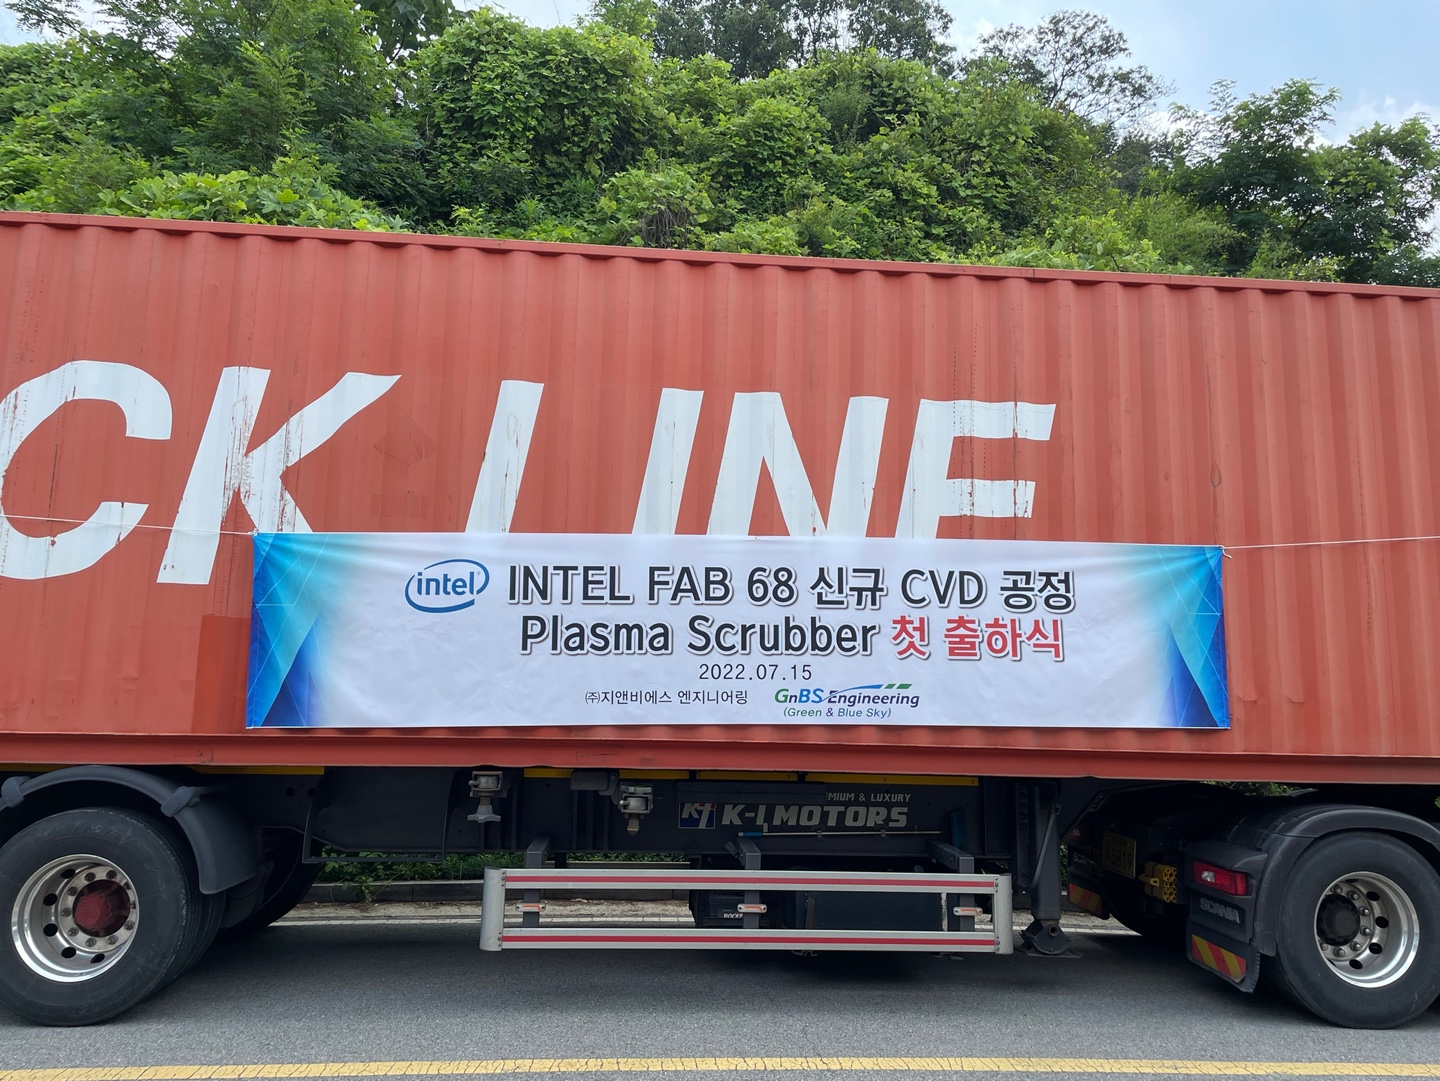 CK LINE
intel INTEL FAB 68 신규 CVD 공정
Plasma Scrubber 첫 출하식
2022.07.15
㈜지앤비에스 엔지니어링 GnBS Engineering
(Green & Blue Sky)
EMIUM & LUXURY
K-I MOTORS
SCANIA